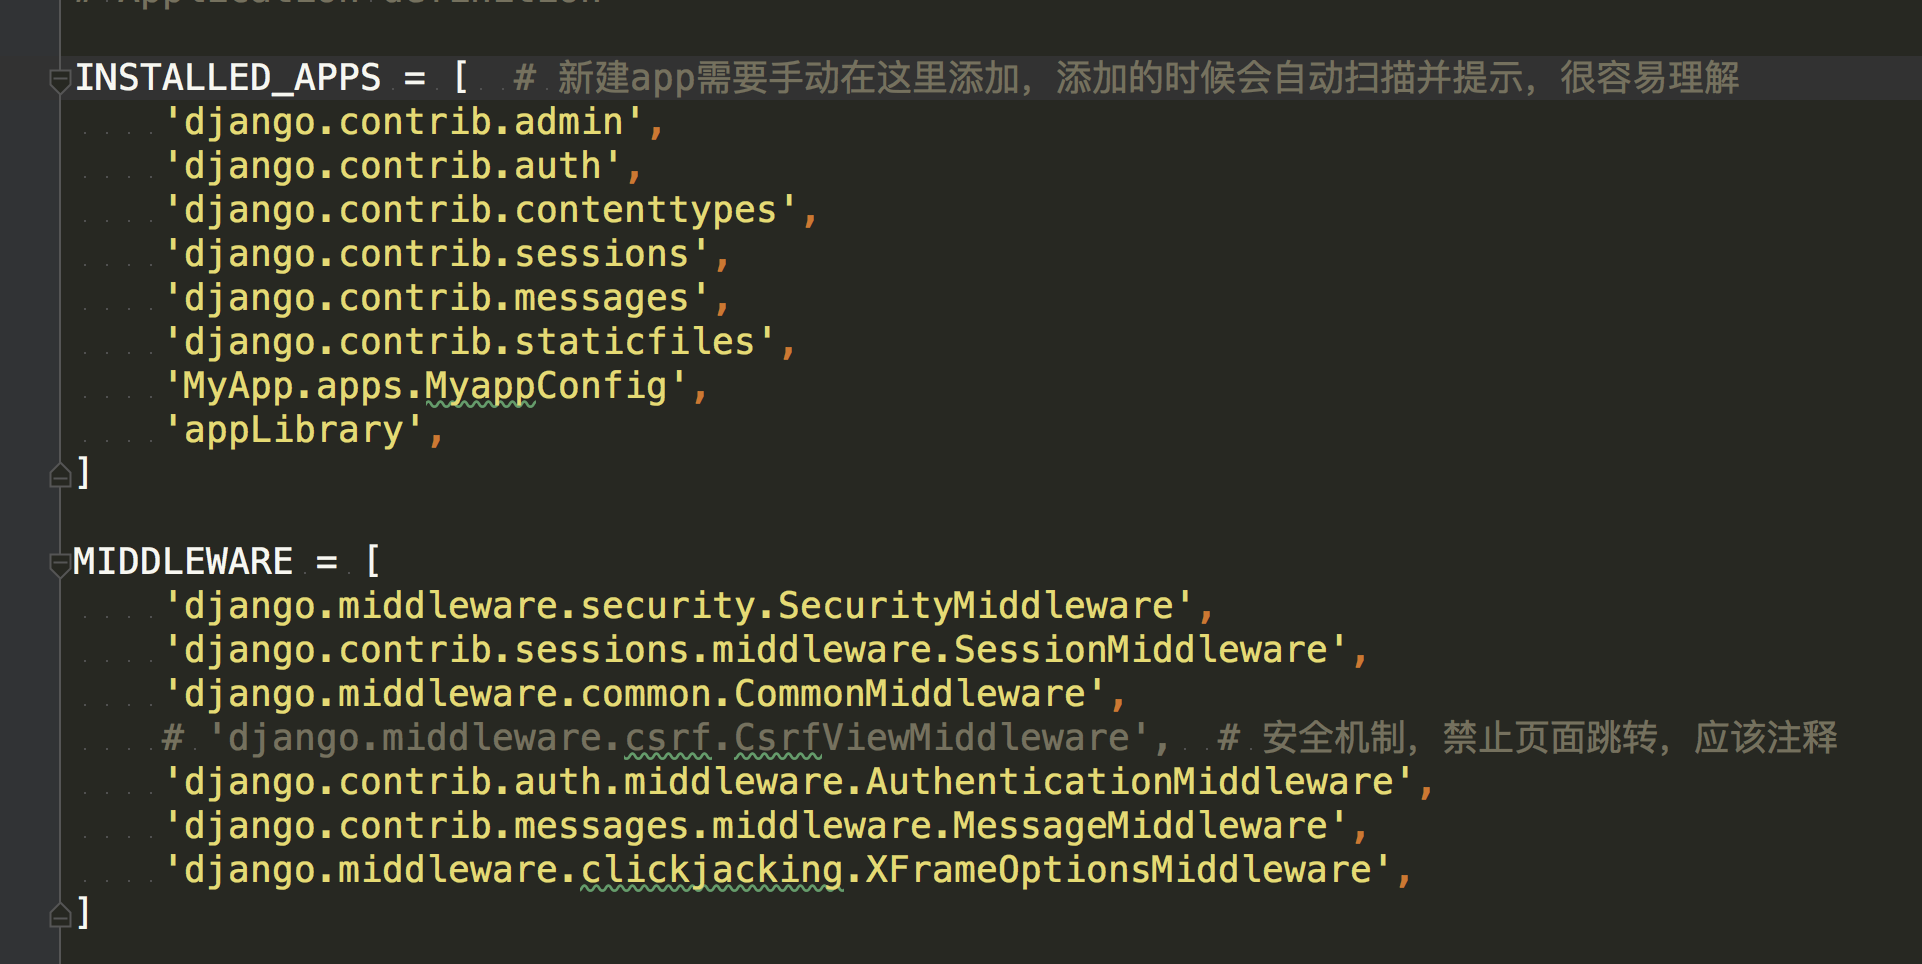 # Application definition
INSTALLED_APPS = [  # 新建app需要手动在这里添加，添加的时候会自动扫描并提示，很容易理解
    'django.contrib.admin',
    'django.contrib.auth',
    'django.contrib.contenttypes',
    'django.contrib.sessions',
    'django.contrib.messages',
    'django.contrib.staticfiles',
    'MyApp.apps.MyappConfig',
    'appLibrary',
]
MIDDLEWARE = [
    'django.middleware.security.SecurityMiddleware',
    'django.contrib.sessions.middleware.SessionMiddleware',
    'django.middleware.common.CommonMiddleware',
    # 'django.middleware.csrf.CsrfViewMiddleware',  # 安全机制，禁止页面跳转，应该注释
    'django.contrib.auth.middleware.AuthenticationMiddleware',
    'django.contrib.messages.middleware.MessageMiddleware',
    'django.middleware.clickjacking.XFrameOptionsMiddleware',
]